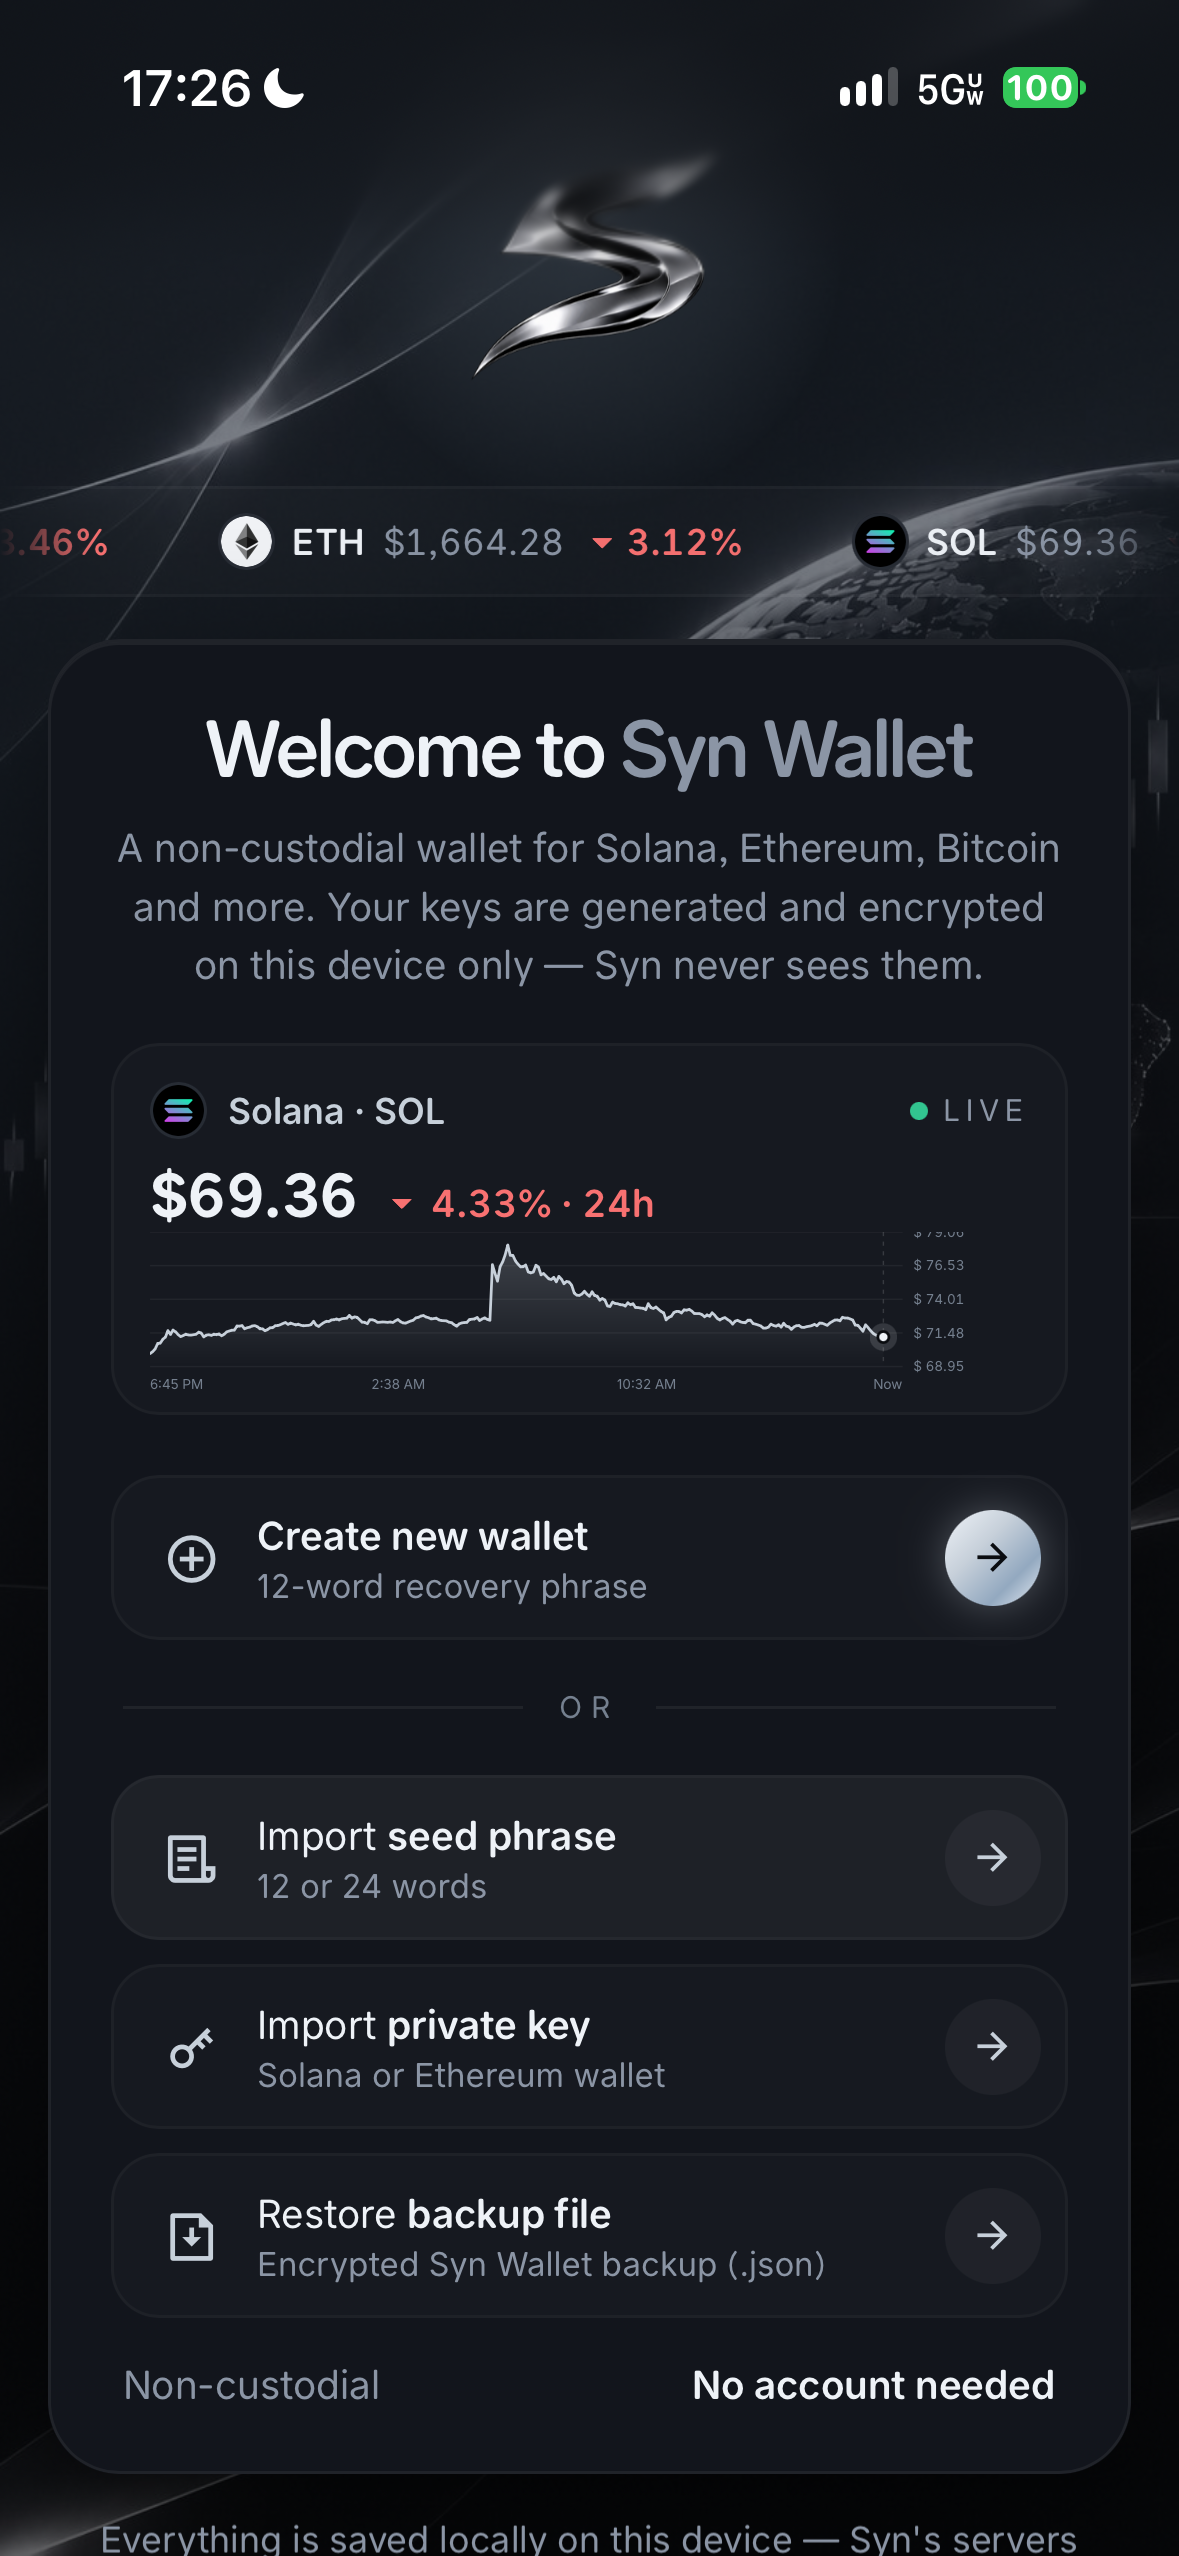 17:26
5G UW 100
.46% ETH $1,664.28 3.12% SOL $69.36
Welcome to Syn Wallet
A non-custodial wallet for Solana, Ethereum, Bitcoin
and more. Your keys are generated and encrypted
on this device only — Syn never sees them.
Solana · SOL
LIVE
$69.36 4.33% · 24h
$ 79.06
$ 76.53
$ 74.01
$ 71.48
$ 68.95
6:45 PM 2:38 AM 10:32 AM Now
Create new wallet
12-word recovery phrase
OR
Import seed phrase
12 or 24 words
Import private key
Solana or Ethereum wallet
Restore backup file
Encrypted Syn Wallet backup (.json)
Non-custodial
No account needed
Everything is saved locally on this device — Syn's servers